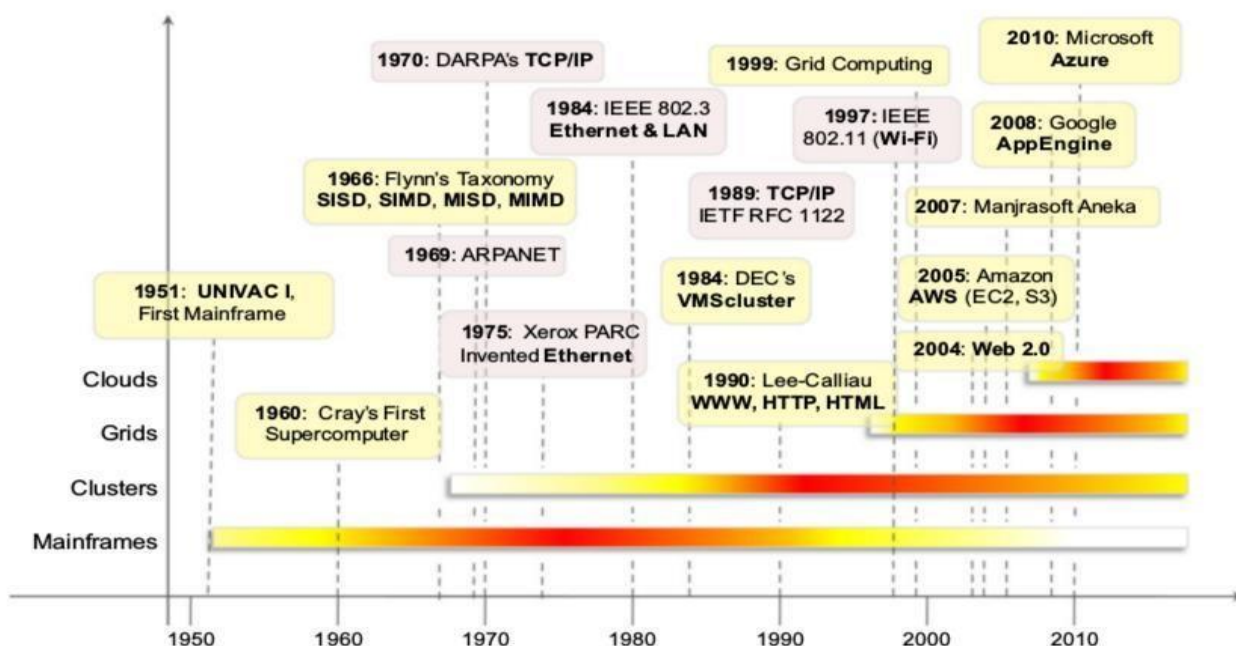 2010: Microsoft
Azure
1970: DARPA's TCP/IP
1999: Grid Computing
1984: IEEE 802.3
Ethernet & LAN
1997: IEEE
802.11 (Wi-Fi)
2008: Google
AppEngine
1966: Flynn's Taxonomy
SISD, SIMD, MISD, MIMD
1989: TCP/IP
IETF RFC 1122
2007: Manjrasoft Aneka
1969: ARPANET
1951: UNIVAC I,
First Mainframe
1984: DEC's
VMScluster
2005: Amazon
AWS (EC2, S3)
1975: Xerox PARC
Invented Ethernet
2004: Web 2.0
Clouds
1990: Lee-Calliau
WWW, HTTP, HTML
1960: Cray's First
Supercomputer
Grids
Clusters
Mainframes
1950 1960 1970 1980 1990 2000 2010